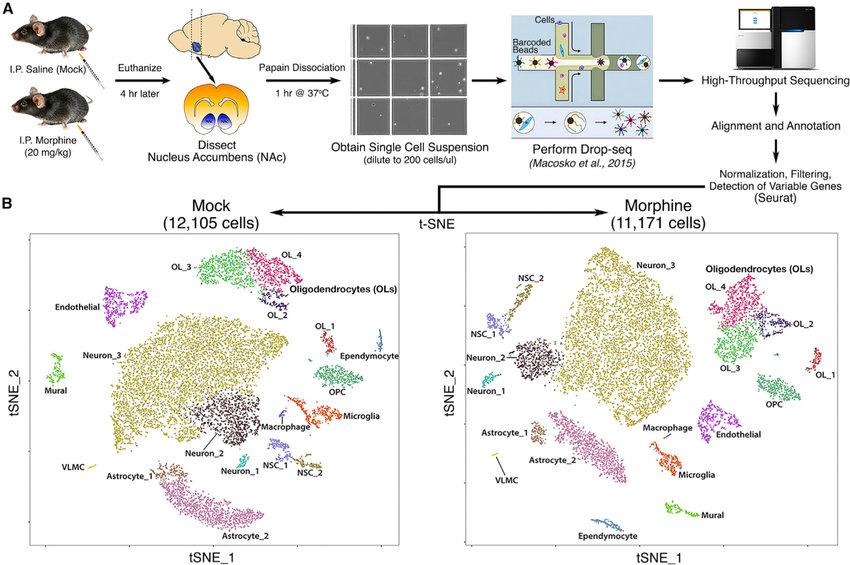 A
I.P. Saline (Mock)
I.P. Morphine
(20 mg/kg)
Euthanize
4 hr later
Dissect
Nucleus Accumbens (NAc)
Papain Dissociation
1 hr @ 37°C
Obtain Single Cell Suspension
(dilute to 200 cells/ul)
Cells
Barcoded
Beads
Perform Drop-seq
(Macosko et al., 2015)
High-Throughput Sequencing
Alignment and Annotation
Normalization, Filtering,
Detection of Variable Genes
(Seurat)
B
Mock
(12,105 cells)
t-SNE
Morphine
(11,171 cells)
OL_4
OL_3
Oligodendrocytes (OLs)
OL_2
Endothelial
OL_1
Ependymocyte
Neuron_3
Mural
OPC
Microglia
Macrophage
Neuron_2
NSC_1
NSC_2
Neuron_1
VLMC
Astrocyte_1
Astrocyte_2
tSNE_2
tSNE_1
Neuron_3
Oligodendrocytes (OLs)
NSC_2
OL_4
OL_2
NSC_1
Neuron_2
OL_3
OL_1
Neuron_1
OPC
Macrophage
Endothelial
Astrocyte_1
Astrocyte_2
Microglia
VLMC
Mural
Ependymocyte
tSNE_2
tSNE_1